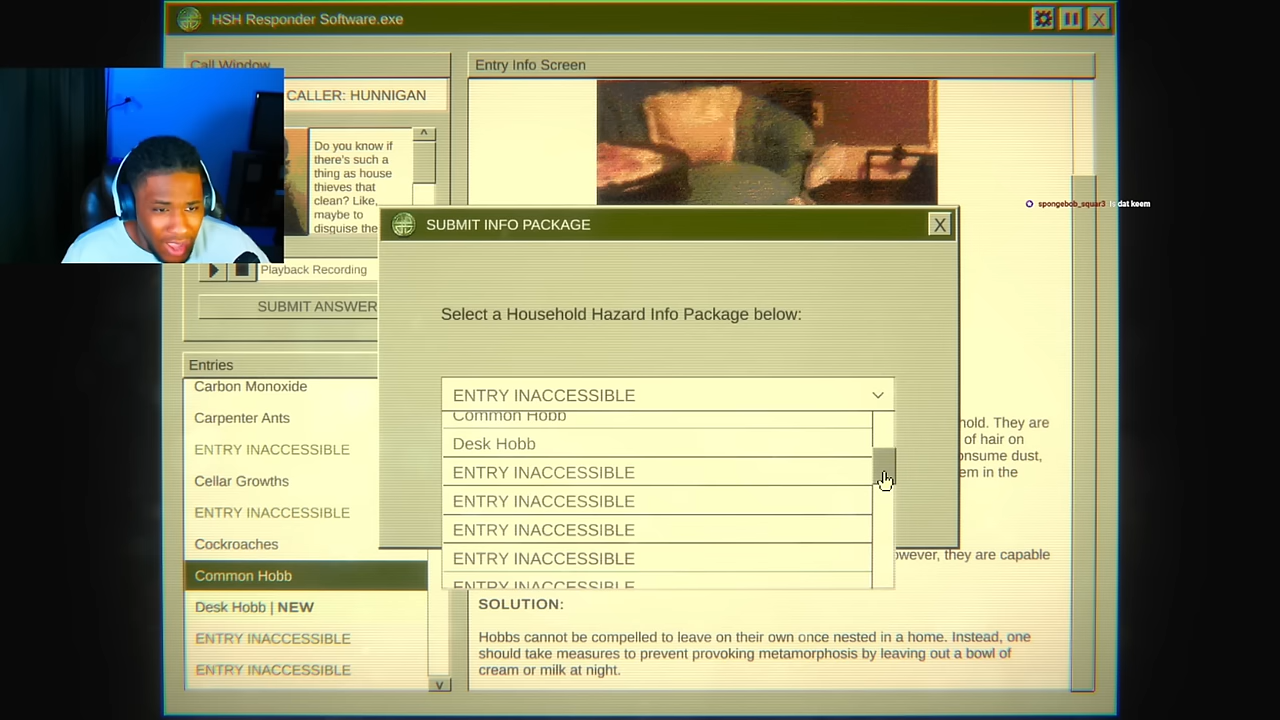 HSH Responder Software.exe
X
Call Window
CALLER: HUNNIGAN
Do you know if
there's such a
thing as house
thieves that
clean? Like,
maybe to
disguise the
Playback Recording
SUBMIT ANSWER
Entries
Carbon Monoxide
Carpenter Ants
ENTRY INACCESSIBLE
Cellar Growths
ENTRY INACCESSIBLE
Cockroaches
Common Hobb
Desk Hobb | NEW
ENTRY INACCESSIBLE
ENTRY INACCESSIBLE
Entry Info Screen
spongebob_squar3 Is dat keem
SUBMIT INFO PACKAGE
X
Select a Household Hazard Info Package below:
ENTRY INACCESSIBLE
Common Hobb
Desk Hobb
ENTRY INACCESSIBLE
ENTRY INACCESSIBLE
ENTRY INACCESSIBLE
ENTRY INACCESSIBLE
ENTRY INACCESSIBLE
hold. They are
of hair on
onsume dust,
em in the
owever, they are capable
SOLUTION:
Hobbs cannot be compelled to leave on their own once nested in a home. Instead, one
should take measures to prevent provoking metamorphosis by leaving out a bowl of
cream or milk at night.